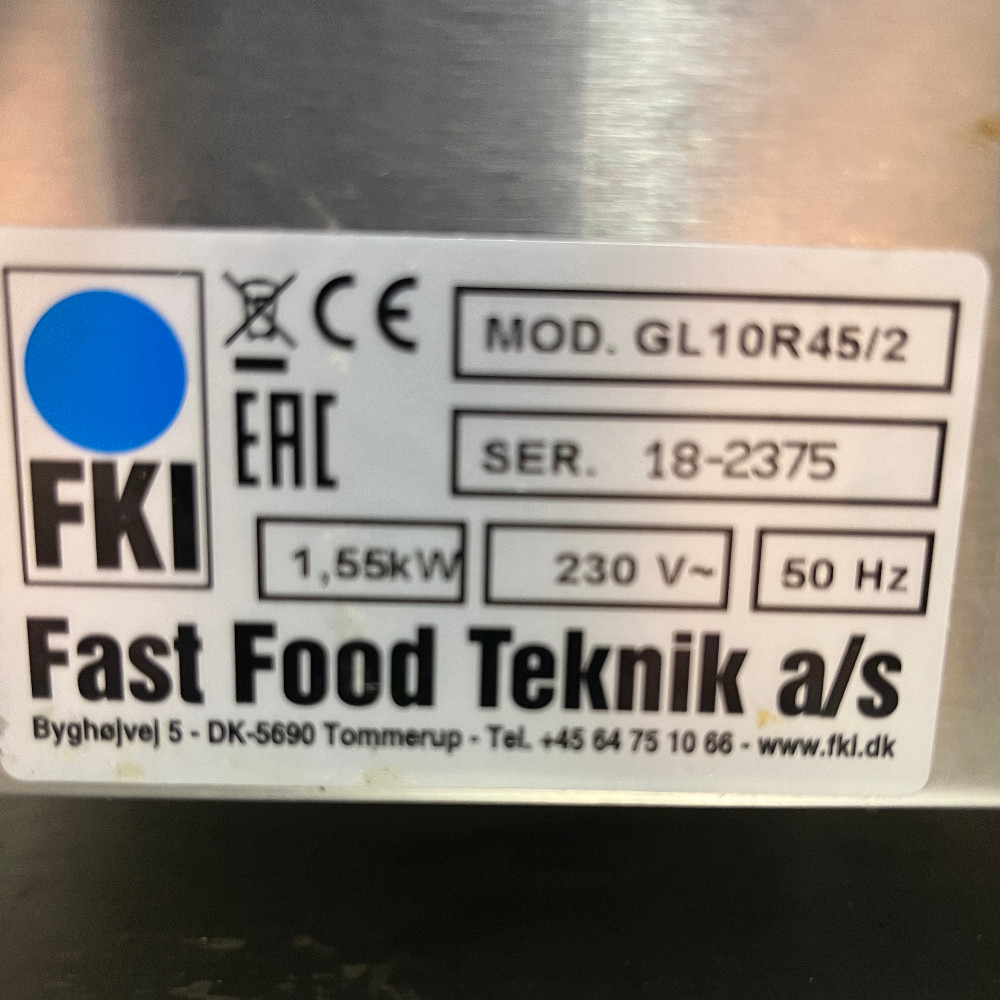 FKI
CE
EAC
MOD. GL10R45/2
SER. 18-2375
1,55kW
230 V~
50 Hz
Fast Food Teknik a/s
Byghøjvej 5 - DK-5690 Tommerup - Tel. +45 64 75 10 66 - www.fki.dk